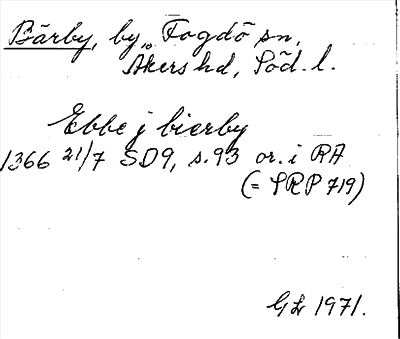 Bärby, by, Fogdö sn,
Åkers hd, Söd. l.
Ebbe j bierby
1366 21/7 SD9, s.93 or. i RA
(= SRP 719)
GL 1971.